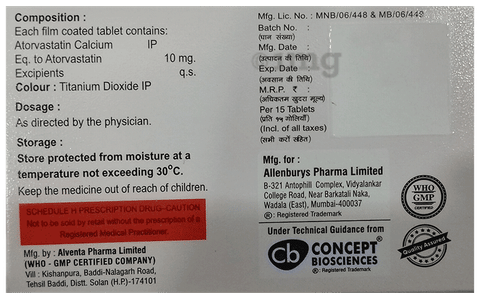 Composition :
Each film coated tablet contains:
Atorvastatin Calcium IP
Eq. to Atorvastatin 10 mg.
Excipients q.s.
Colour : Titanium Dioxide IP
Dosage :
As directed by the physician.
Storage :
Store protected from moisture at a
temperature not exceeding 30°C.
Keep the medicine out of reach of children.
SCHEDULE H PRESCRIPTION DRUG-CAUTION
Not to be sold by retail without the prescription of a
Registered Medical Practitioner.
Mfg. by : Alventa Pharma Limited
(WHO - GMP CERTIFIED COMPANY)
Vill : Kishanpura, Baddi-Nalagarh Road,
Tehsil Baddi, Distt. Solan (H.P.)-174101
Mfg. Lic. No. : MNB/06/448 & MB/06/449
Batch No. :
(पान संख्या)
Mfg. Date :
(उत्पादन की तिथि)
Exp. Date :
(अवसान की तिथि)
M.R.P. ₹ :
(अधिकतम खुदरा मूल्य)
Per 15 Tablets
(प्रति १५ गोलियाँ)
(Incl. of all taxes)
(सभी करों सहित)
Mfg. for :
Allenburys Pharma Limited
B-321 Antophill Complex, Vidyalankar
College Road, Near Barkatali Naka,
Wadala (East), Mumbai-400037
®: Registered Trademark
WHO
GMP
CERTIFIED
Under Technical Guidance from
cb CONCEPT
BIOSCIENCES
® : Registered Trademark
Quality Assured